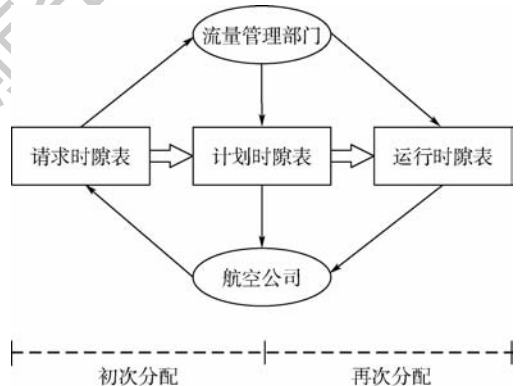 流量管理部门
请求时隙表
计划时隙表
运行时隙表
航空公司
初次分配
再次分配